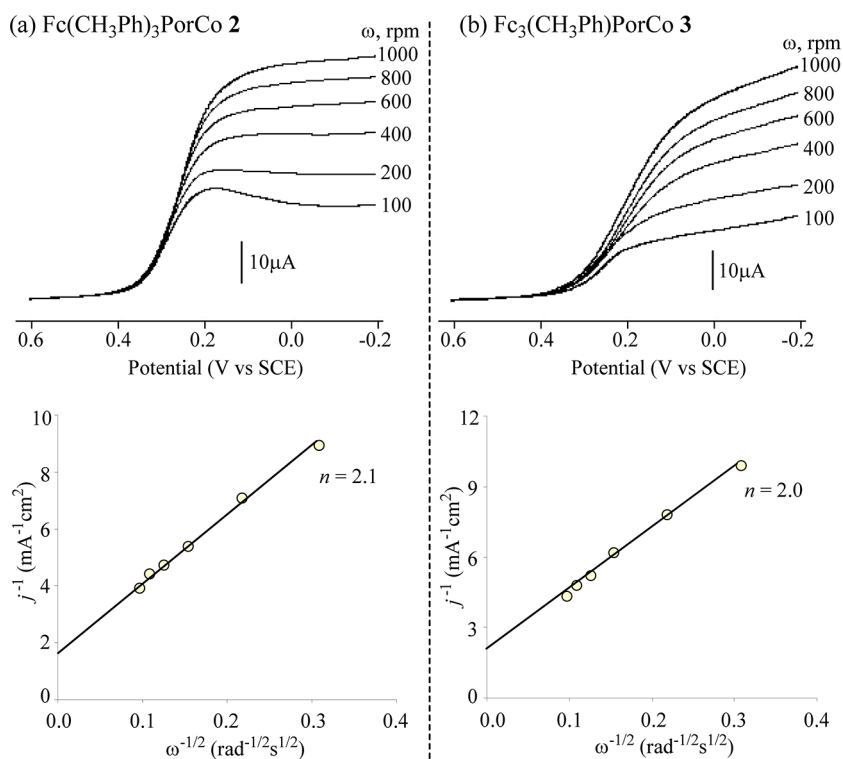 (a) Fc(CH₃Ph)₃PorCo 2
ω, rpm
1000
800
600
400
200
100
10μA
0.6 0.4 0.2 0.0 -0.2
Potential (V vs SCE)
10
8
6
4
2
0
j⁻¹ (mA⁻¹cm²)
n = 2.1
0.0 0.1 0.2 0.3 0.4
ω⁻¹/² (rad⁻¹/²s¹/²)
(b) Fc₃(CH₃Ph)PorCo 3
ω, rpm
1000
800
600
400
200
100
10μA
0.6 0.4 0.2 0.0 -0.2
Potential (V vs SCE)
12
9
6
3
0
j⁻¹ (mA⁻¹cm²)
n = 2.0
0.0 0.1 0.2 0.3 0.4
ω⁻¹/² (rad⁻¹/²s¹/²)